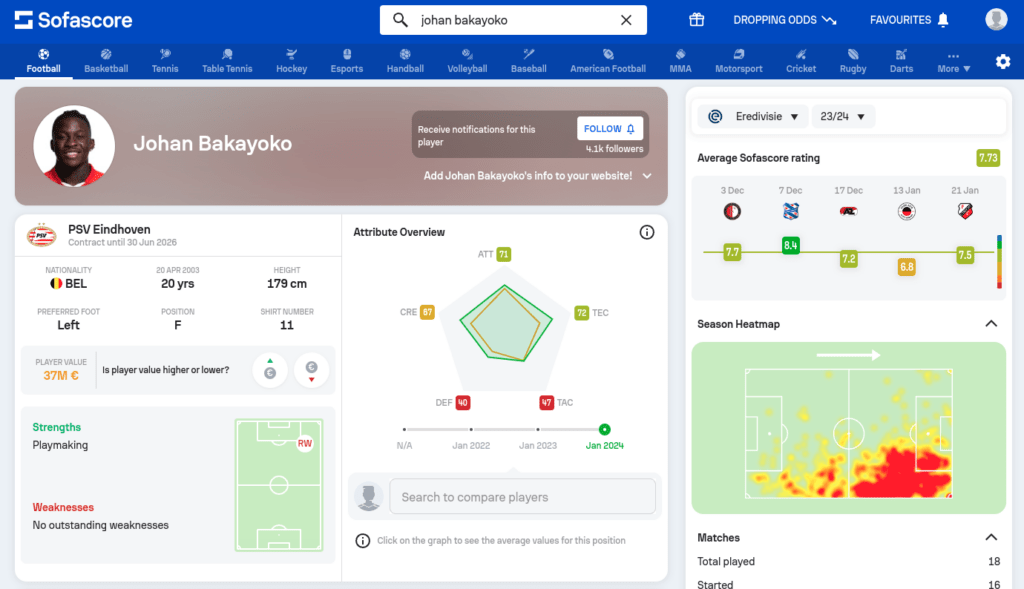 Sofascore
johan bakayoko
DROPPING ODDS
FAVOURITES
Football
Basketball
Tennis
Table Tennis
Hockey
Esports
Handball
Volleyball
Baseball
American Football
MMA
Motorsport
Cricket
Rugby
Darts
More
Johan Bakayoko
Receive notifications for this
player
FOLLOW
4.1k followers
Add Johan Bakayoko's info to your website!
PSV
PSV Eindhoven
Contract until 30 Jun 2026
NATIONALITY
BEL
20 APR 2003
20 yrs
HEIGHT
179 cm
PREFERRED FOOT
Left
POSITION
F
SHIRT NUMBER
11
PLAYER VALUE
37M €
Is player value higher or lower?
€
€
Strengths
Playmaking
RW
Weaknesses
No outstanding weaknesses
Attribute Overview
ATT 71
CRE 67
72 TEC
DEF 40
47 TAC
N/A
Jan 2022
Jan 2023
Jan 2024
Search to compare players
Click on the graph to see the average values for this position
Eredivisie
23/24
Average Sofascore rating
7.73
3 Dec
7 Dec
17 Dec
13 Jan
21 Jan
7.7
8.4
7.2
6.8
7.5
Season Heatmap
Matches
Total played
18
Started
16